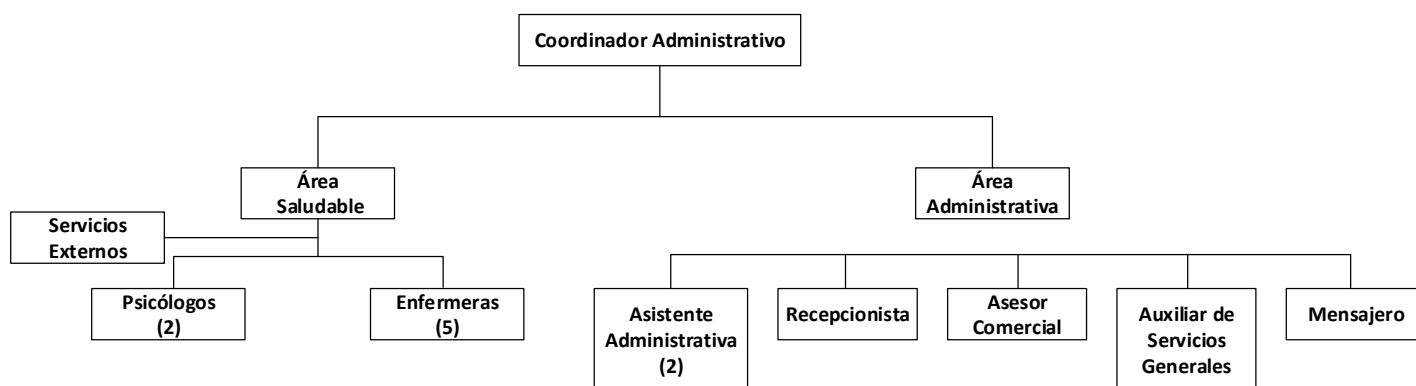 Coordinador Administrativo
Área
Saludable
Área
Administrativa
Servicios
Externos
Psicólogos
(2)
Enfermeras
(5)
Asistente
Administrativa
(2)
Recepcionista
Asesor
Comercial
Auxiliar de
Servicios
Generales
Mensajero